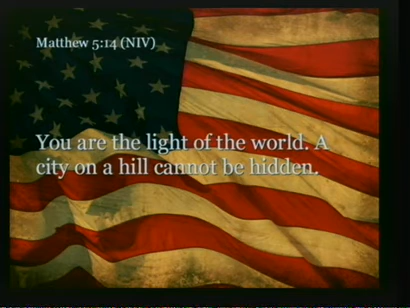 Matthew 5:14 (NIV)
You are the light of the world. A
city on a hill cannot be hidden.